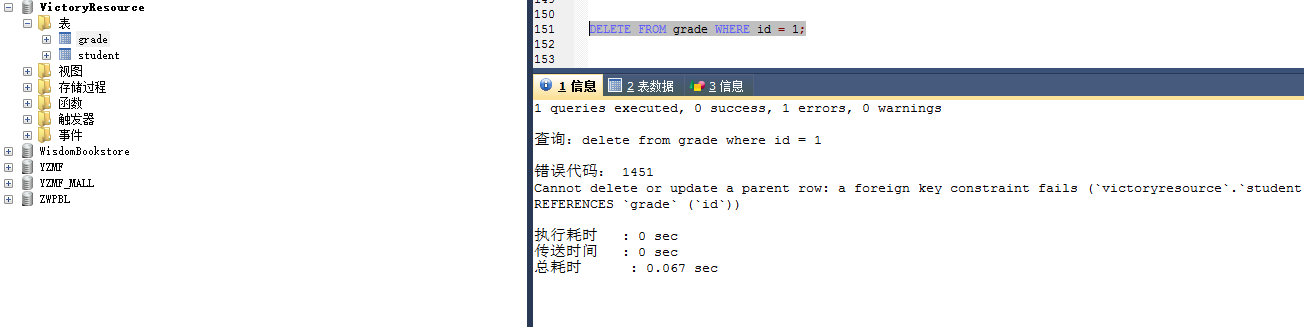 VictoryResource
表
grade
student
视图
存储过程
函数
触发器
事件
WisdomBookstore
YZMF
YZMF_MALL
ZWPBL
150
151 DELETE FROM grade WHERE id = 1;
152
153
1 信息 2 表数据 3 信息
1 queries executed, 0 success, 1 errors, 0 warnings
查询：delete from grade where id = 1
错误代码： 1451
Cannot delete or update a parent row: a foreign key constraint fails (`victoryresource`.`student
REFERENCES `grade` (`id`))
执行耗时 : 0 sec
传送时间 : 0 sec
总耗时 : 0.067 sec